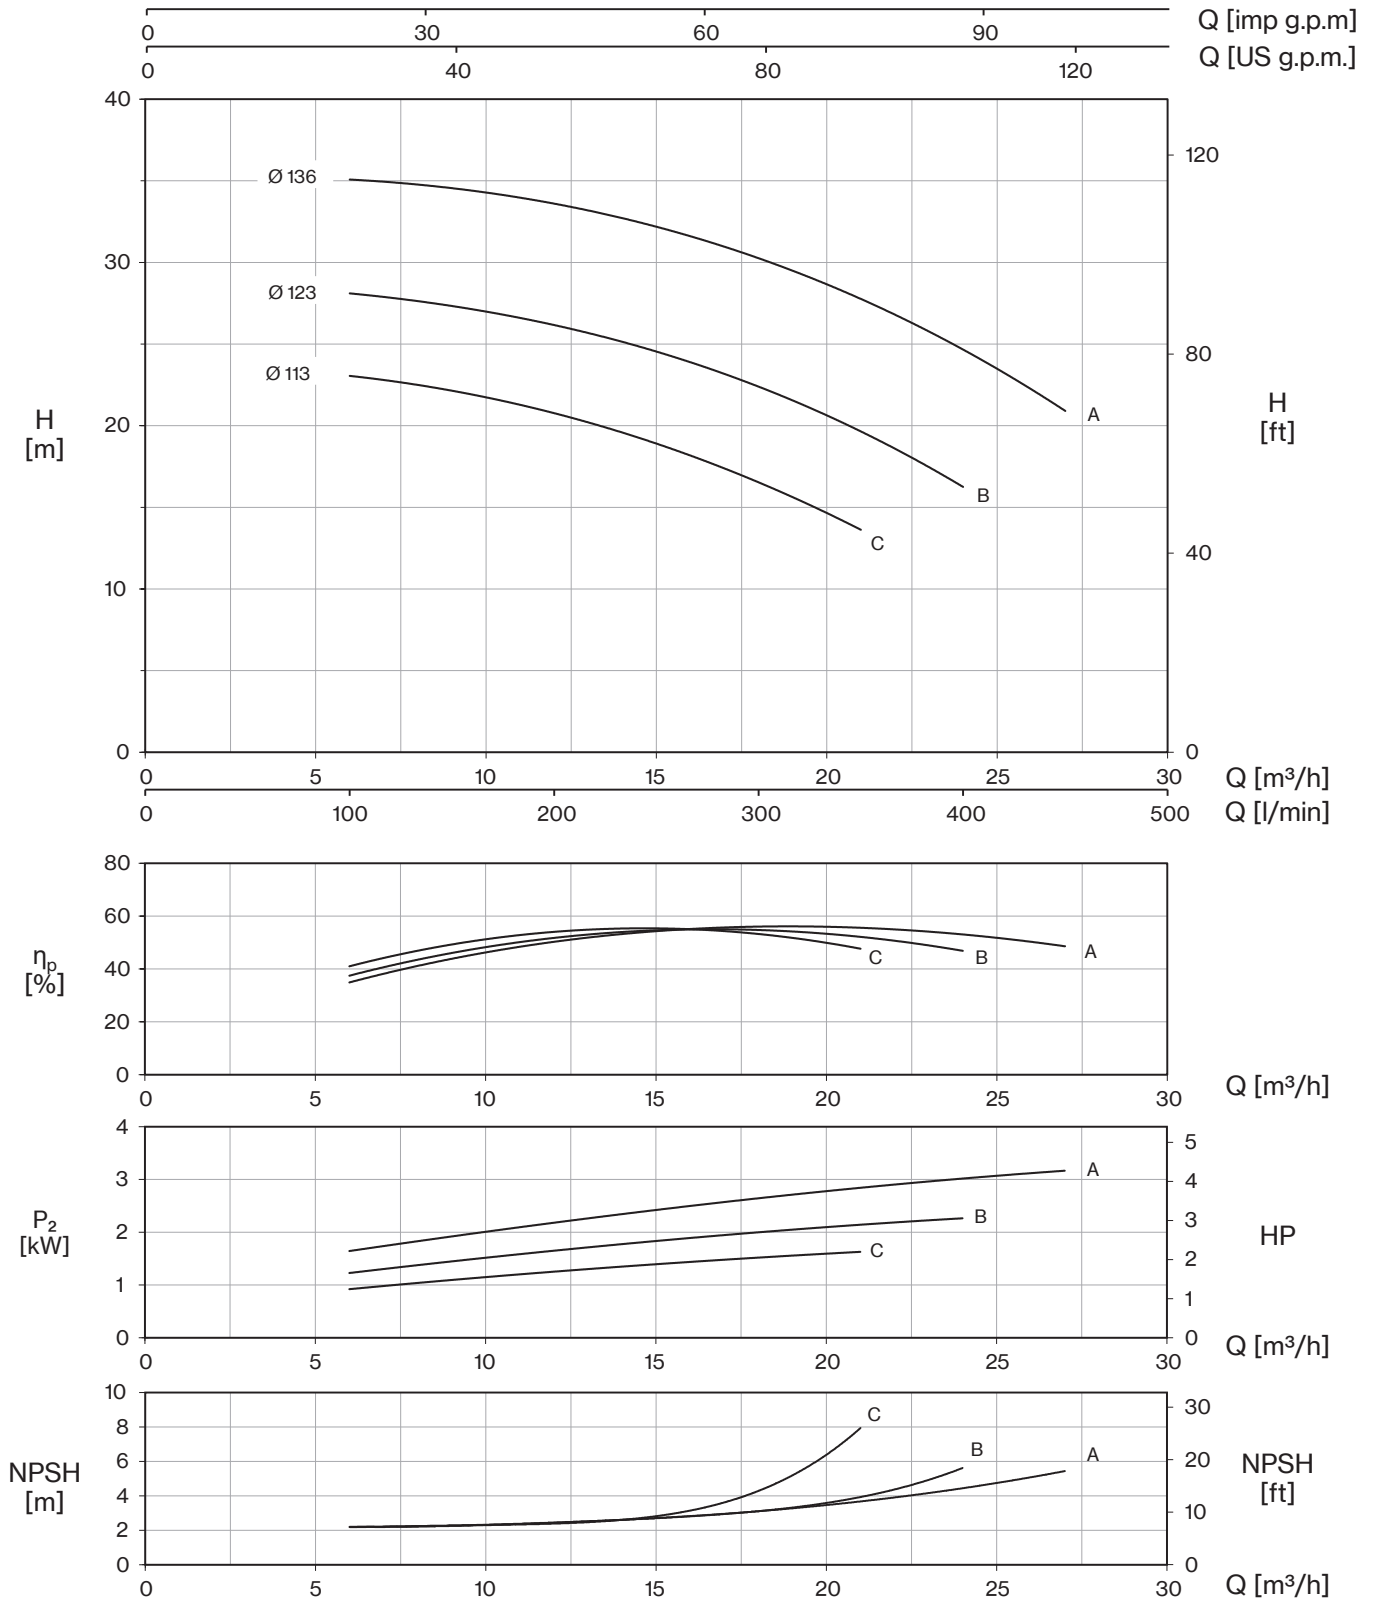 0 30 60 90 Q [imp g.p.m]
0 40 80 120 Q [US g.p.m.]
40
120
Ø 136
30
Ø 123
80
Ø 113
H
[m]
H
[ft]
20
A
B
C
40
10
0
0
0 5 10 15 20 25 30 Q [m³/h]
0 100 200 300 400 500 Q [l/min]
80
60
ηp
[%]
40
C B A
20
0
0 5 10 15 20 25 30 Q [m³/h]
4
5
3
A
4
P₂
[kW]
B
3
HP
2
C
2
1
1
0
0
0 5 10 15 20 25 30 Q [m³/h]
10
C
30
8
B A
6
20
NPSH
[m]
NPSH
[ft]
4
10
2
0
0
0 5 10 15 20 25 30 Q [m³/h]